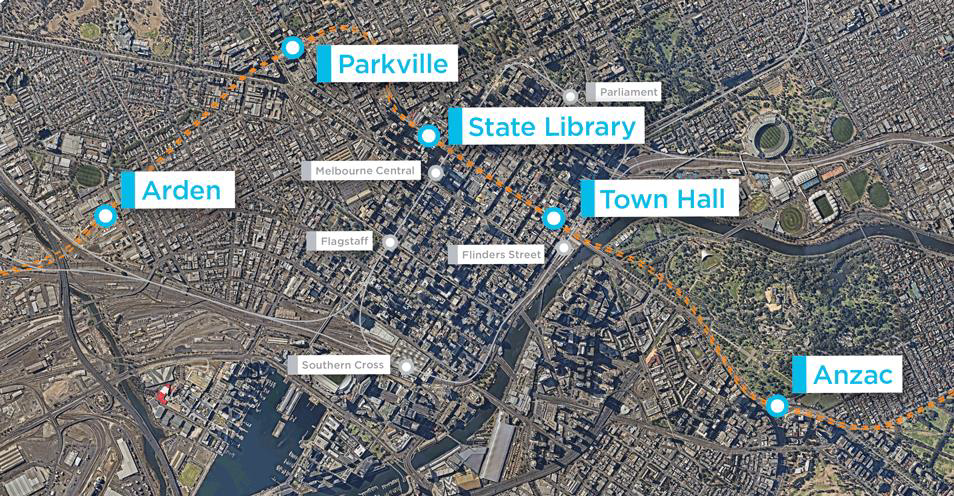 Parkville
Parliament
State Library
Melbourne Central
Arden
Town Hall
Flagstaff
Flinders Street
Southern Cross
Anzac